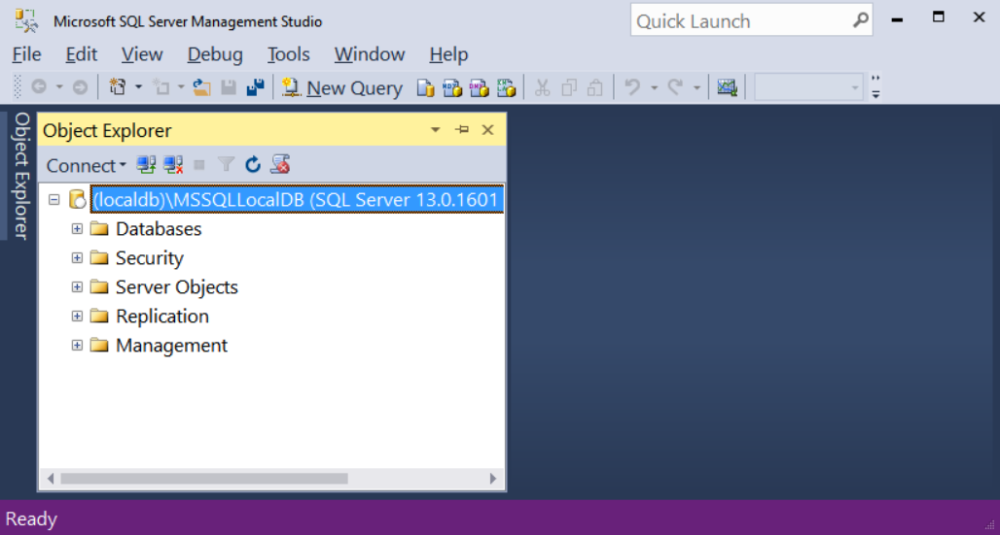 Microsoft SQL Server Management Studio
Quick Launch
File Edit View Debug Tools Window Help
New Query
Object Explorer
Object Explorer
Connect
(localdb)\MSSQLLocalDB (SQL Server 13.0.1601
Databases
Security
Server Objects
Replication
Management
Ready